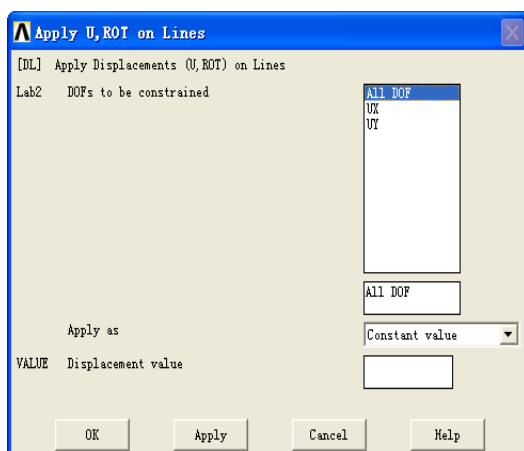 Apply U,ROT on Lines
[DL] Apply Displacements (U,ROT) on Lines
Lab2 DOFs to be constrained
All DOF
UX
UY
All DOF
Apply as Constant value
VALUE Displacement value
OK Apply Cancel Help